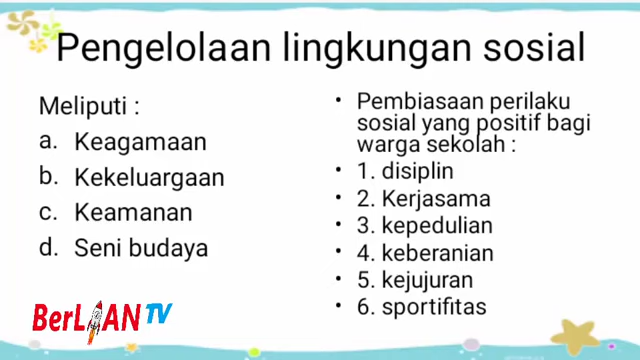 Pengelolaan lingkungan sosial
Meliputi :
a. Keagamaan
b. Kekeluargaan
c. Keamanan
d. Seni budaya
• Pembiasaan perilaku
sosial yang positif bagi
warga sekolah :
• 1. disiplin
• 2. Kerjasama
• 3. kepedulian
• 4. keberanian
• 5. kejujuran
• 6. sportifitas
BerLIAN TV